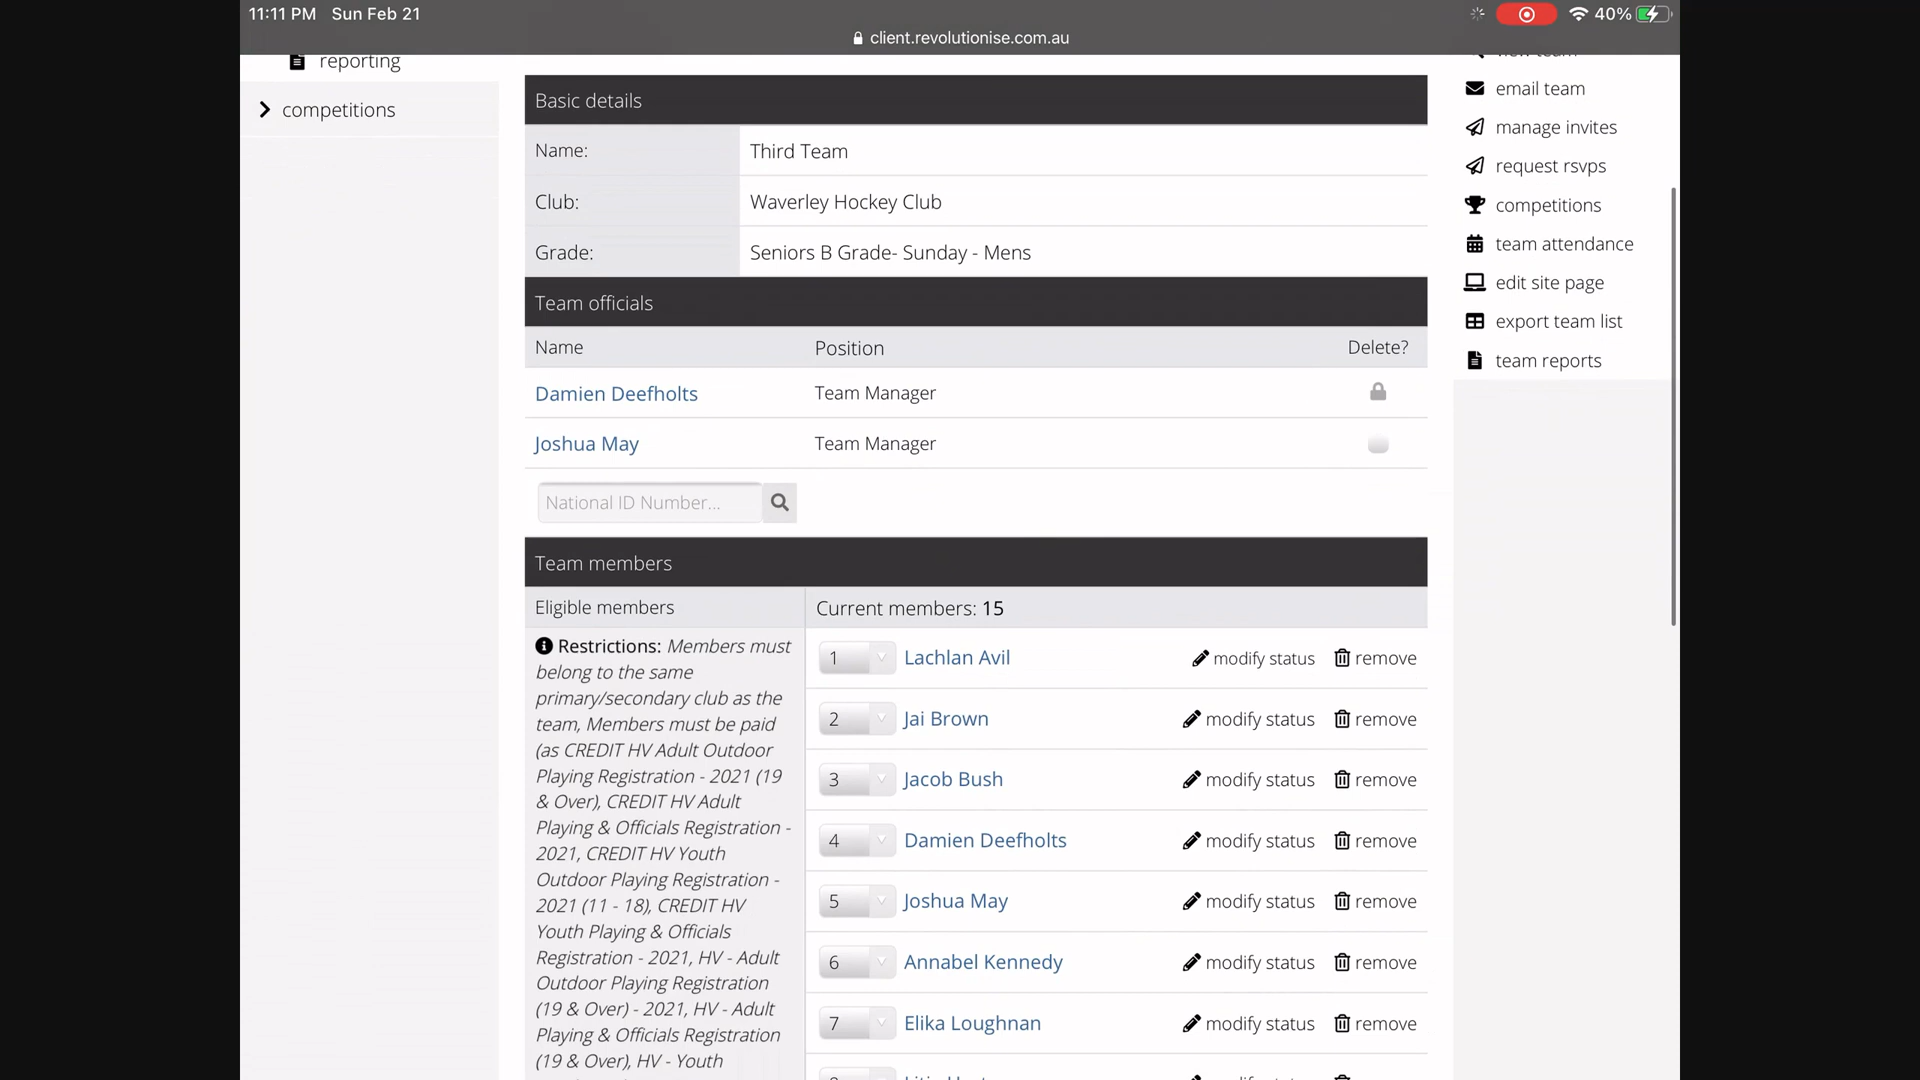 11:11 PM Sun Feb 21
40%
client.revolutionise.com.au
reporting
competitions
Basic details
Name: Third Team
Club: Waverley Hockey Club
Grade: Seniors B Grade- Sunday - Mens
Team officials
Name Position Delete?
Damien Deefholts Team Manager
Joshua May Team Manager
National ID Number...
Team members
Eligible members
Restrictions: Members must
belong to the same
primary/secondary club as the
team, Members must be paid
(as CREDIT HV Adult Outdoor
Playing Registration - 2021 (19
& Over), CREDIT HV Adult
Playing & Officials Registration -
2021, CREDIT HV Youth
Outdoor Playing Registration -
2021 (11 - 18), CREDIT HV
Youth Playing & Officials
Registration - 2021, HV - Adult
Outdoor Playing Registration
(19 & Over) - 2021, HV - Adult
Playing & Officials Registration
(19 & Over), HV - Youth
Current members: 15
1 Lachlan Avil modify status remove
2 Jai Brown modify status remove
3 Jacob Bush modify status remove
4 Damien Deefholts modify status remove
5 Joshua May modify status remove
6 Annabel Kennedy modify status remove
7 Elika Loughnan modify status remove
view team
email team
manage invites
request rsvps
competitions
team attendance
edit site page
export team list
team reports